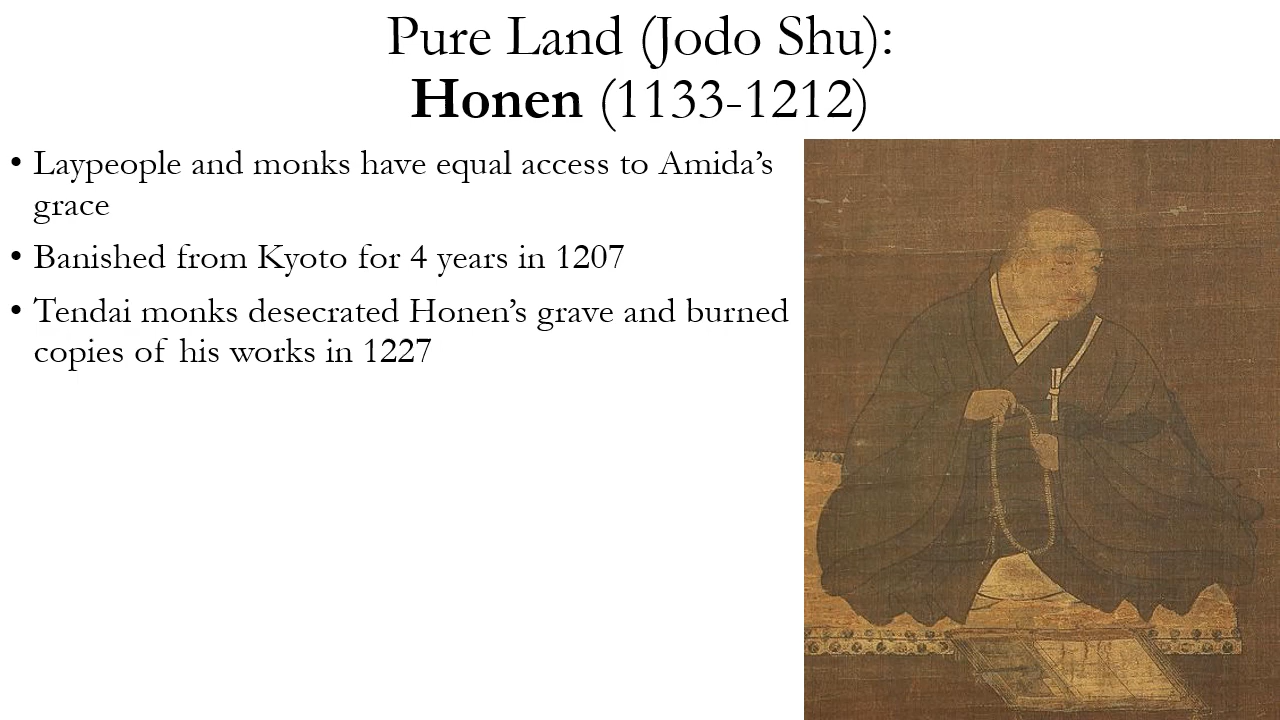 Pure Land (Jodo Shu):
Honen (1133-1212)
• Laypeople and monks have equal access to Amida’s
grace
• Banished from Kyoto for 4 years in 1207
• Tendai monks desecrated Honen’s grave and burned
copies of his works in 1227